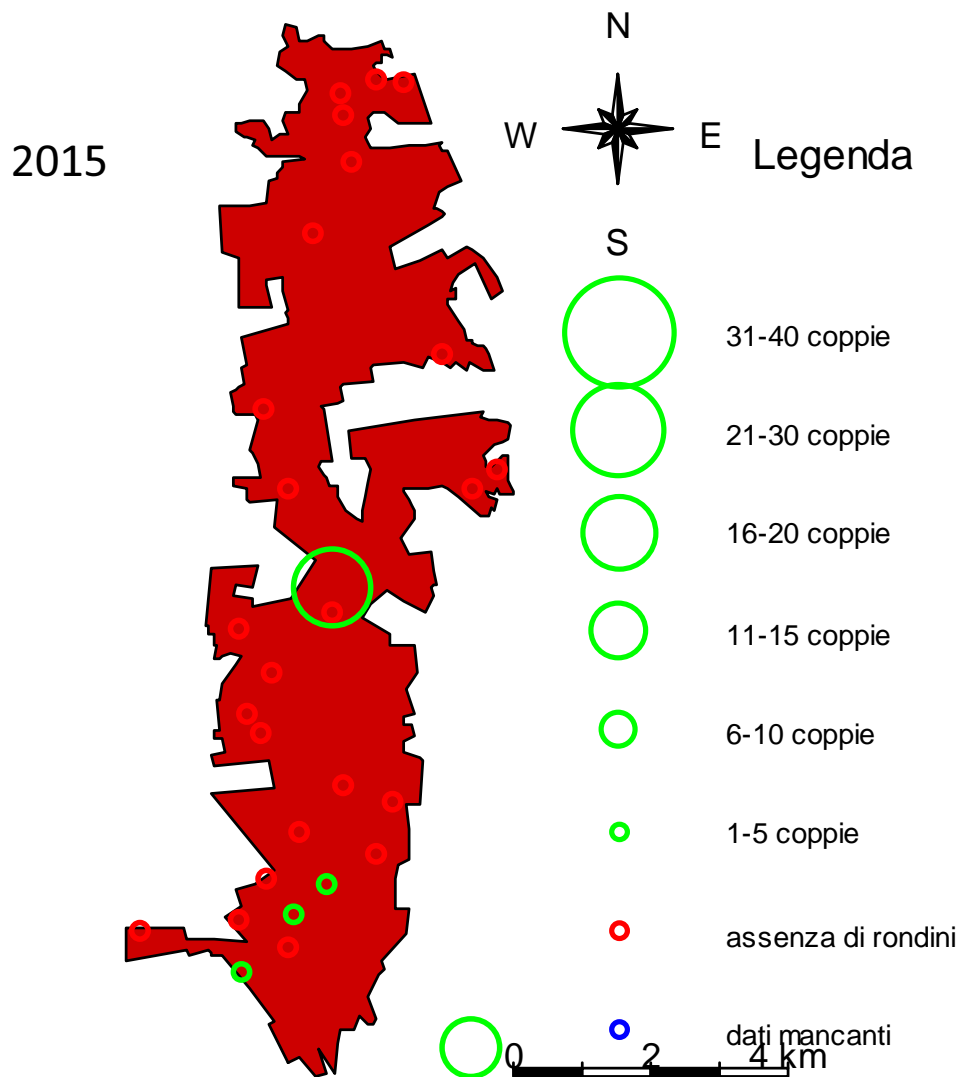 N
2015
W
E
Legenda
S
31-40 coppie
21-30 coppie
16-20 coppie
11-15 coppie
6-10 coppie
1-5 coppie
assenza di rondini
dati mancanti
0 2 4 km